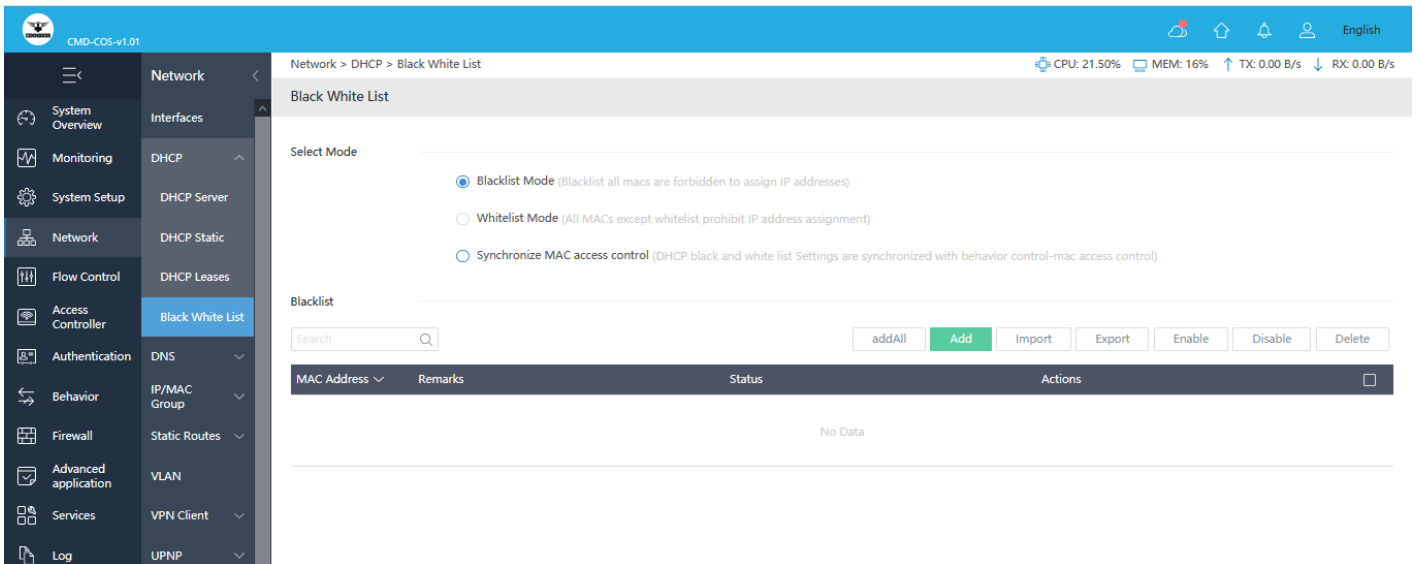 COMMANDO
CMD-COS-v1.01
English
Network
Network > DHCP > Black White List
CPU: 21.50%
MEM: 16%
TX: 0.00 B/s
RX: 0.00 B/s
System
Overview
Monitoring
System Setup
Network
Flow Control
Access
Controller
Authentication
Behavior
Firewall
Advanced
application
Services
Log
Interfaces
DHCP
DHCP Server
DHCP Static
DHCP Leases
Black White List
DNS
IP/MAC
Group
Static Routes
VLAN
VPN Client
UPNP
Black White List
Select Mode
Blacklist Mode (Blacklist all macs are forbidden to assign IP addresses)
Whitelist Mode (All MACs except whitelist prohibit IP address assignment)
Synchronize MAC access control (DHCP black and white list Settings are synchronized with behavior control-mac access control)
Blacklist
Search
addAll
Add
Import
Export
Enable
Disable
Delete
MAC Address
Remarks
Status
Actions
No Data